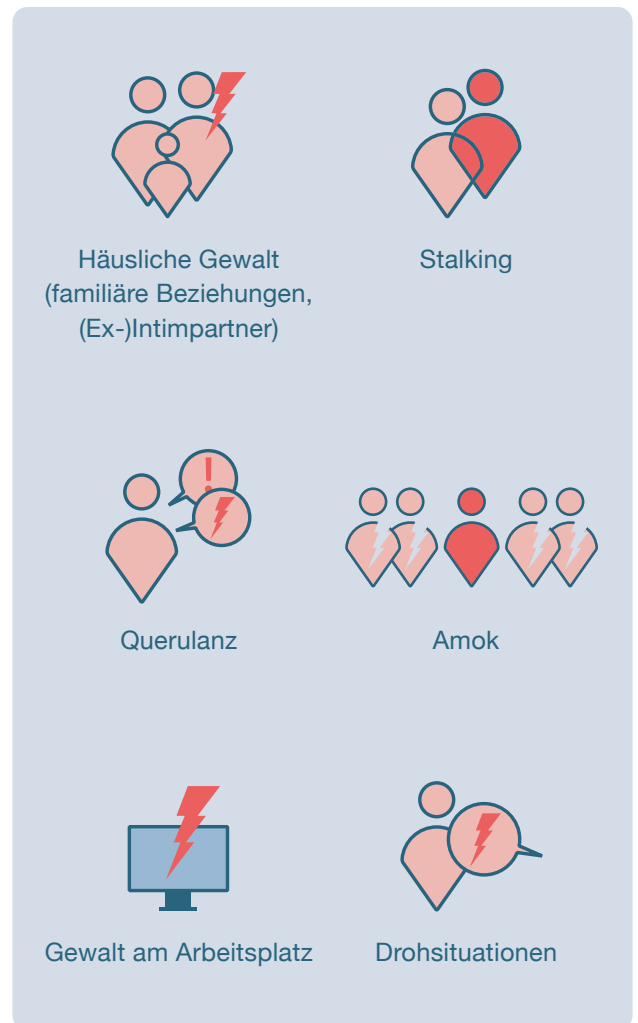 Häusliche Gewalt
(familiäre Beziehungen,
(Ex-)Intimpartner)
Stalking
!
Querulanz
Amok
Gewalt am Arbeitsplatz
Drohsituationen